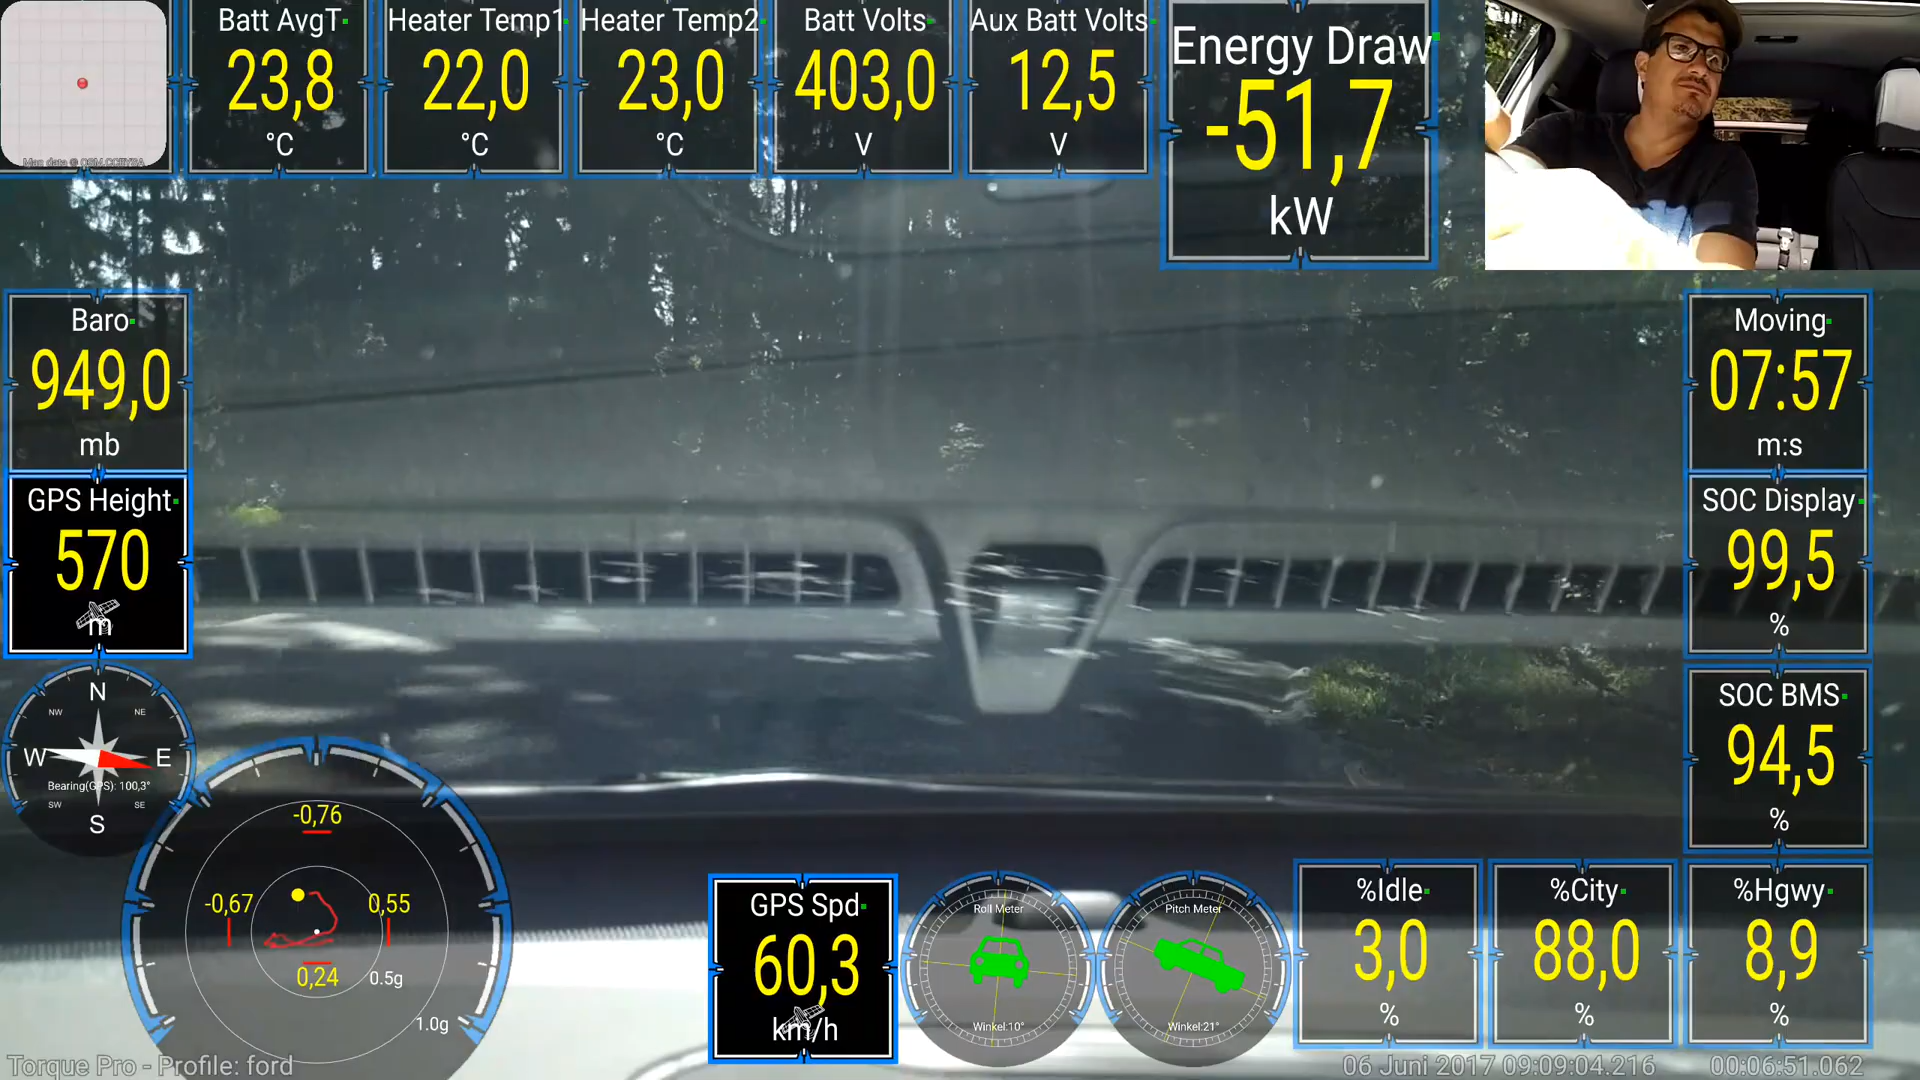 Batt AvgT
23,8
°C
Heater Temp1
22,0
°C
Heater Temp2
23,0
°C
Batt Volts
403,0
V
Aux Batt Volts
12,5
V
Energy Draw
-51,7
kW
Map data © OSM CCBYSA
Baro
949,0
mb
GPS Height
570
m
Moving
07:57
m:s
SOC Display
99,5
%
SOC BMS
94,5
%
N
NW
NE
W
E
Bearing(GPS): 100,3°
SW
SE
S
-0,76
-0,67
0,55
0,24
0.5g
1.0g
GPS Spd
60,3
km/h
Roll Meter
Winkel:10°
Pitch Meter
Winkel:21°
%Idle
3,0
%
%City
88,0
%
%Hgwy
8,9
%
Torque Pro - Profile: ford
06 Juni 2017 09:09:04.216
00:06:51.062